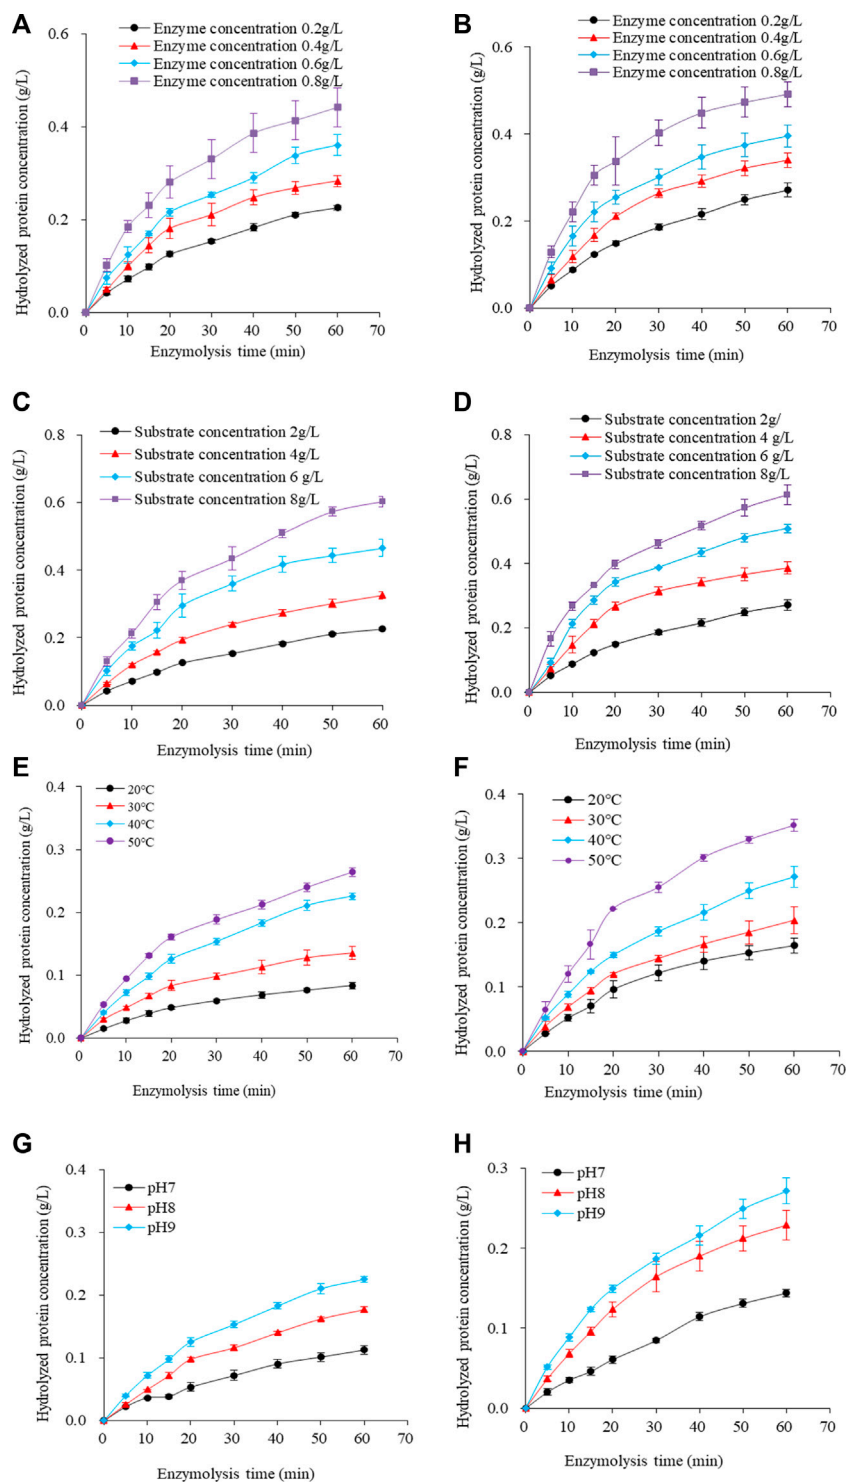 A
Enzyme concentration 0.2g/L
Enzyme concentration 0.4g/L
Enzyme concentration 0.6g/L
Enzyme concentration 0.8g/L
Hydrolyzed protein concentration (g/L)
0.6
0.4
0.2
0.0
0 10 20 30 40 50 60 70
Enzymolysis time (min)
B
Enzyme concentration 0.2g/L
Enzyme concentration 0.4g/L
Enzyme concentration 0.6g/L
Enzyme concentration 0.8g/L
Hydrolyzed protein concentration (g/L)
0.6
0.4
0.2
0.0
0 10 20 30 40 50 60 70
Enzymolysis time (min)
C
Substrate concentration 2g/L
Substrate concentration 4g/L
Substrate concentration 6 g/L
Substrate concentration 8g/L
Hydrolyzed protein concentration (g/L)
0.8
0.6
0.4
0.2
0.0
0 10 20 30 40 50 60
Enzymolysis time (min)
D
Substrate concentration 2g/
Substrate concentration 4 g/L
Substrate concentration 6 g/L
Substrate concentration 8g/L
Hydrolyzed protein concentration (g/L)
0.8
0.6
0.4
0.2
0.0
0 10 20 30 40 50 60 70
Enzymolysis time (min)
E
20℃
30℃
40℃
50℃
Hydrolyzed protein concentration (g/L)
0.4
0.3
0.2
0.1
0.0
0 10 20 30 40 50 60 70
Enzymolysis time (min)
F
20℃
30℃
40℃
50℃
Hydrolyzed protein concentration (g/L)
0.4
0.3
0.2
0.1
0.0
0 10 20 30 40 50 60 70
Enzymolysis time (min)
G
pH7
pH8
pH9
Hydrolyzed protein concentration (g/L)
0.4
0.3
0.2
0.1
0.0
0 10 20 30 40 50 60 70
Enzymolysis time (min)
H
pH7
pH8
pH9
Hydrolyzed protein concentration (g/L)
0.3
0.2
0.1
0.0
0 10 20 30 40 50 60 70
Enzymolysis time (min)